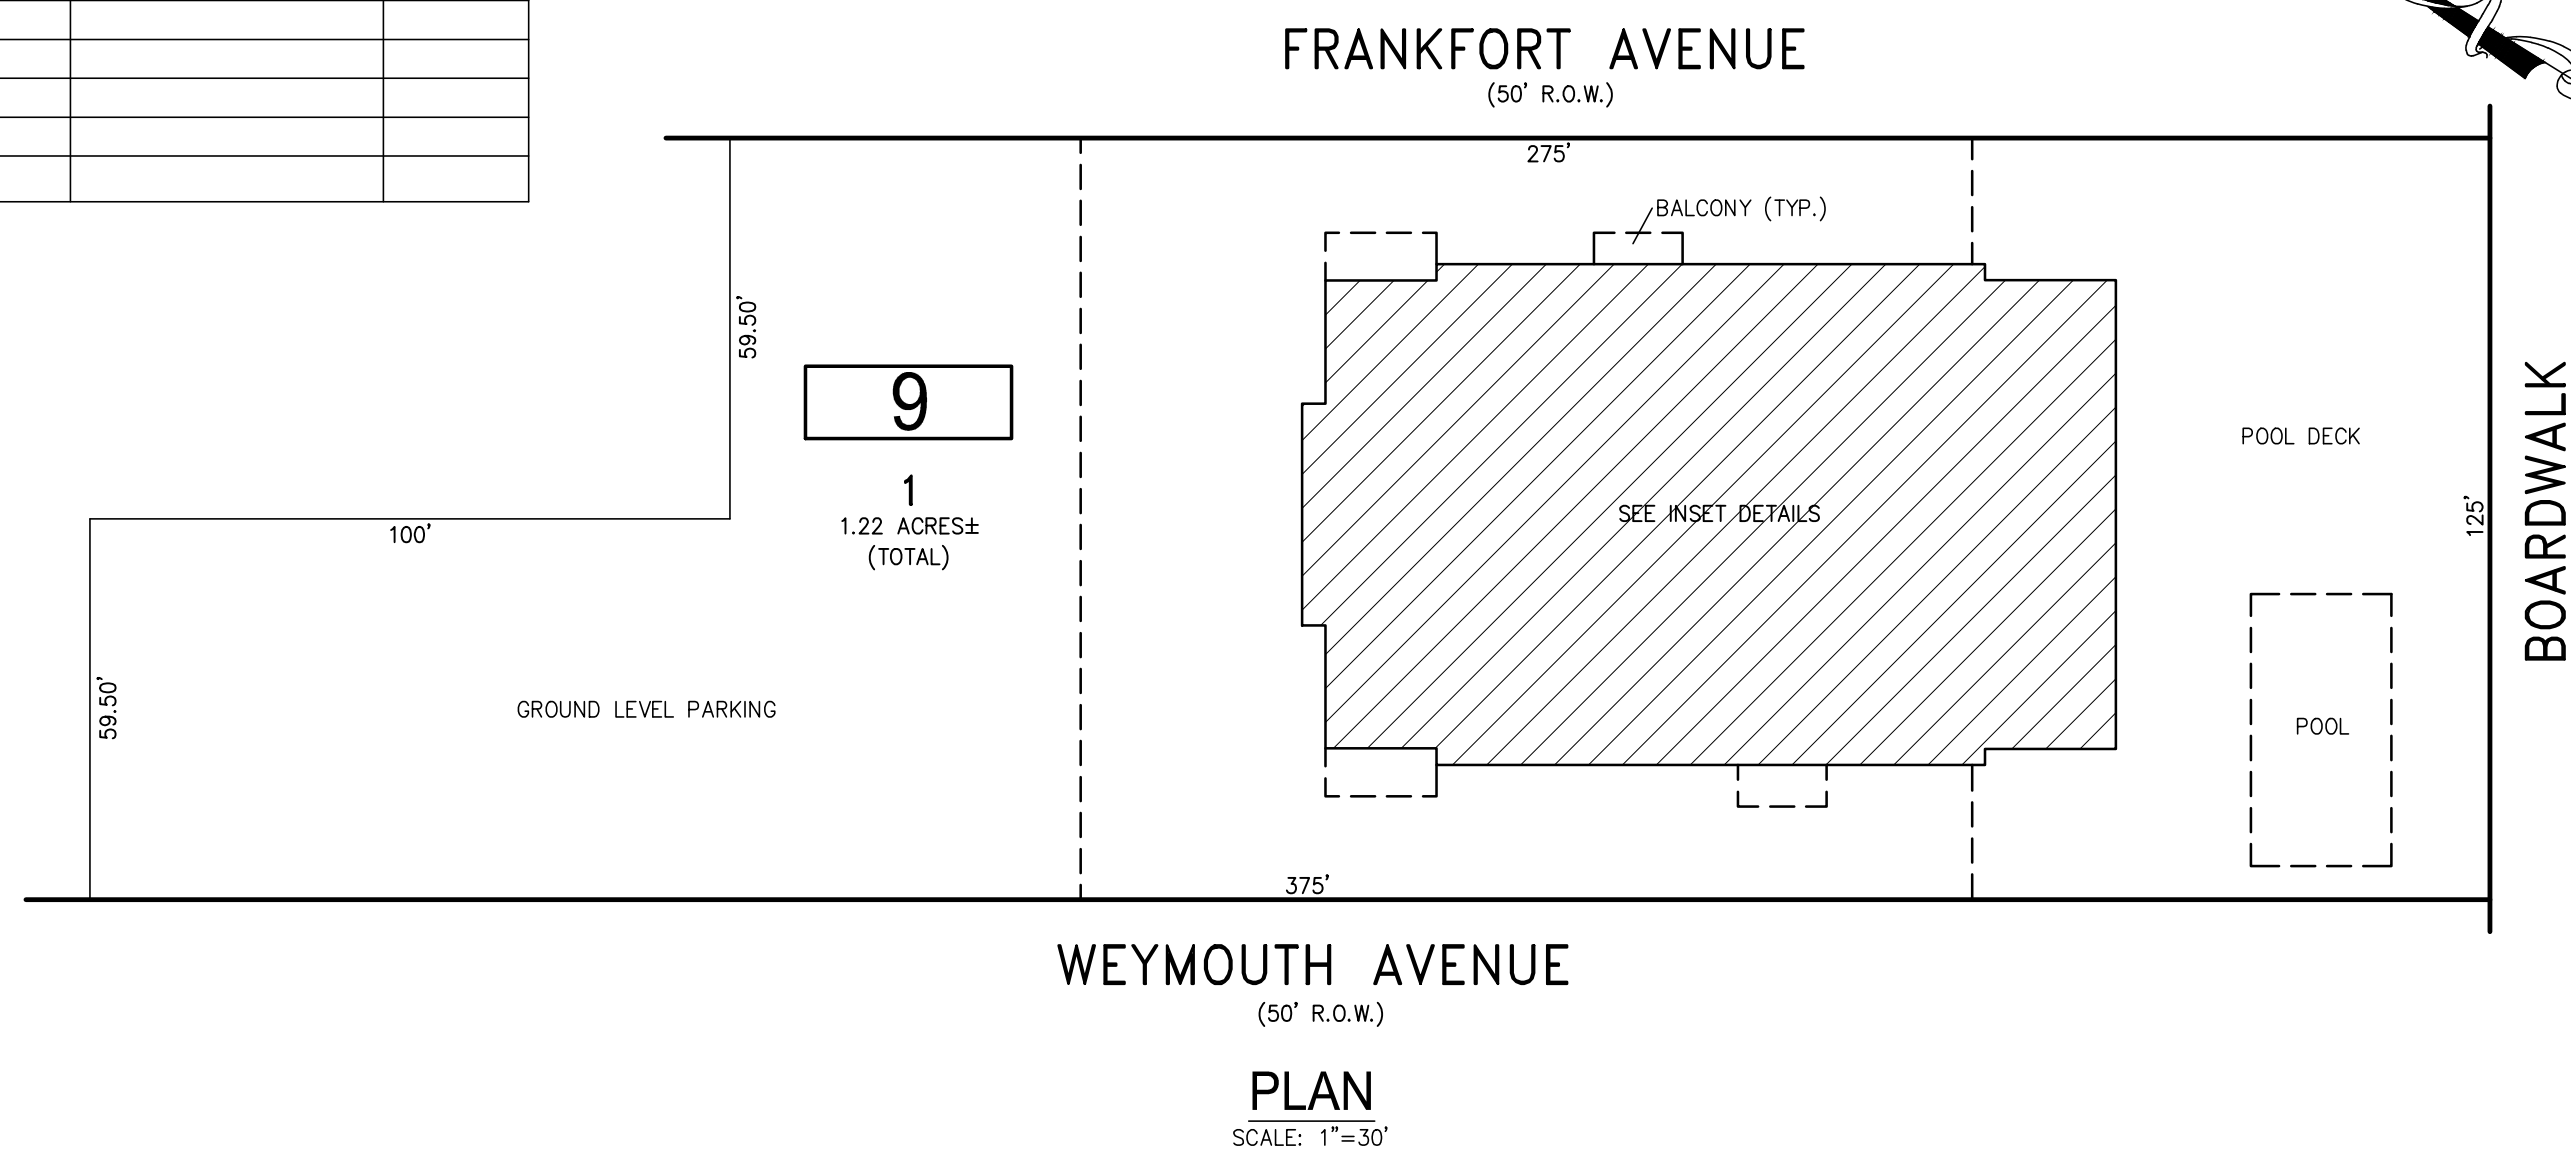 FRANKFORT AVENUE
(50' R.O.W.)
275'
BALCONY (TYP.)
59.50'
9
1
1.22 ACRES±
(TOTAL)
100'
POOL DECK
SEE INSET DETAILS
125'
BOARDWALK
59.50'
GROUND LEVEL PARKING
POOL
375'
WEYMOUTH AVENUE
(50' R.O.W.)
PLAN
SCALE: 1"=30'